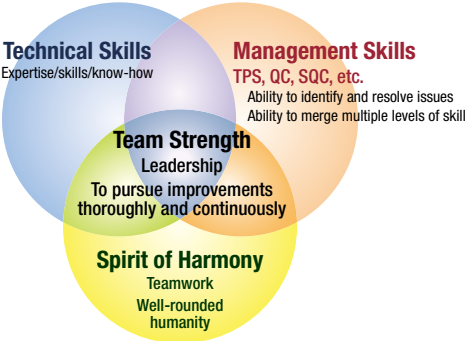 Technical Skills
Expertise/skills/know-how
Management Skills
TPS, QC, SQC, etc.
Ability to identify and resolve issues
Ability to merge multiple levels of skill
Team Strength
Leadership
To pursue improvements
thoroughly and continuously
Spirit of Harmony
Teamwork
Well-rounded
humanity